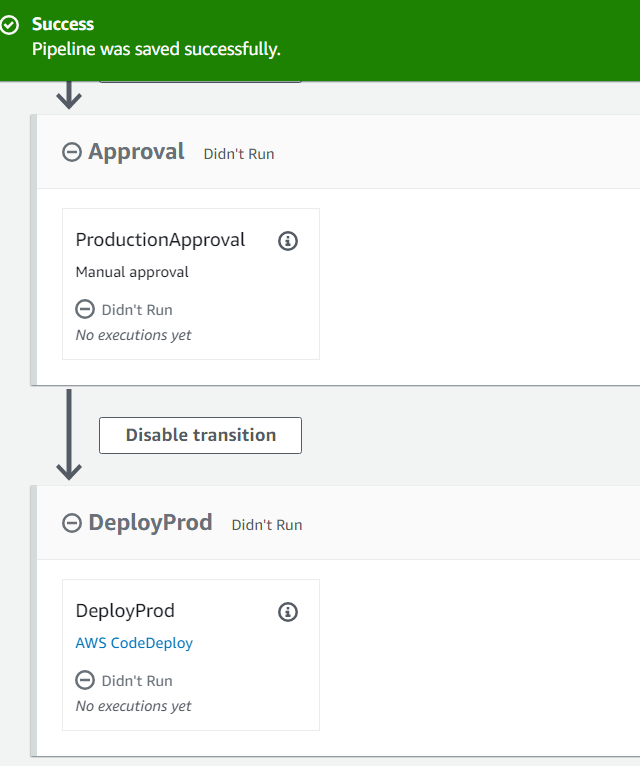 Success
Pipeline was saved successfully.
Approval Didn't Run
ProductionApproval
Manual approval
Didn't Run
No executions yet
Disable transition
DeployProd Didn't Run
DeployProd
AWS CodeDeploy
Didn't Run
No executions yet